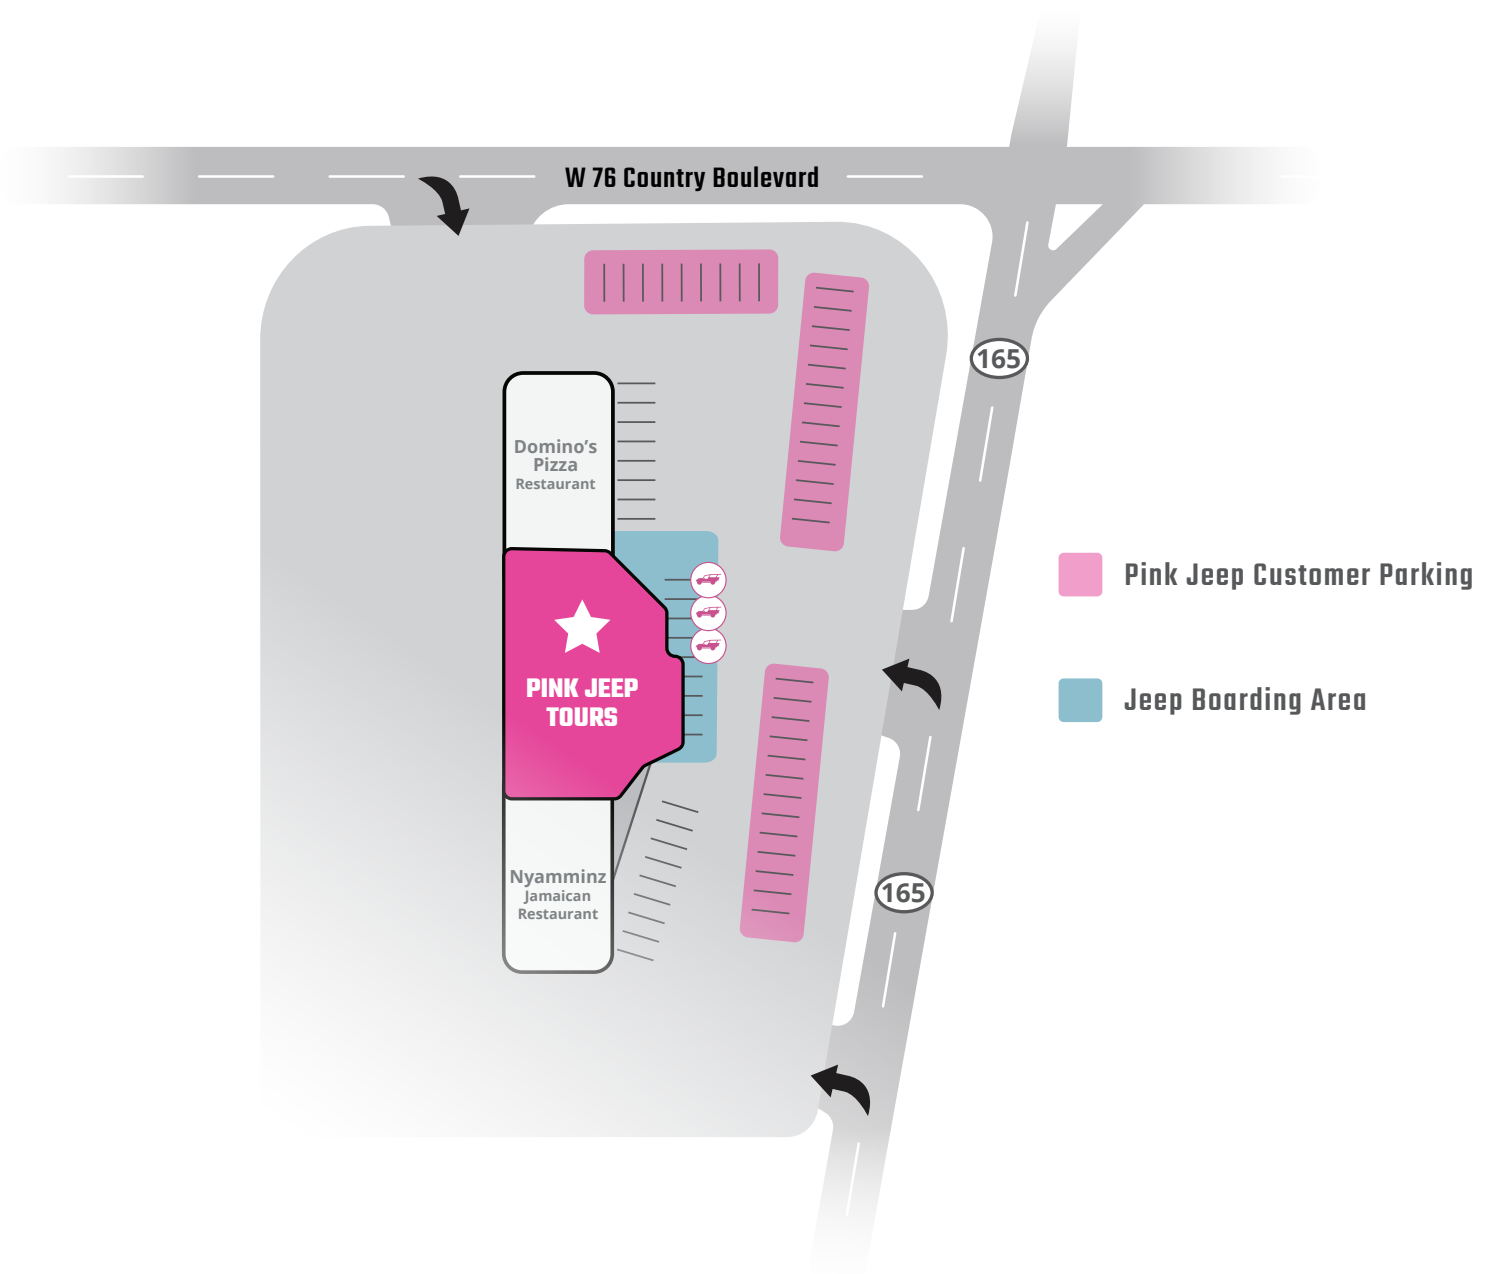 W 76 Country Boulevard
165
Domino’s
Pizza
Restaurant
Pink Jeep Customer Parking
PINK JEEP
TOURS
Jeep Boarding Area
Nyamminz
Jamaican
Restaurant
165